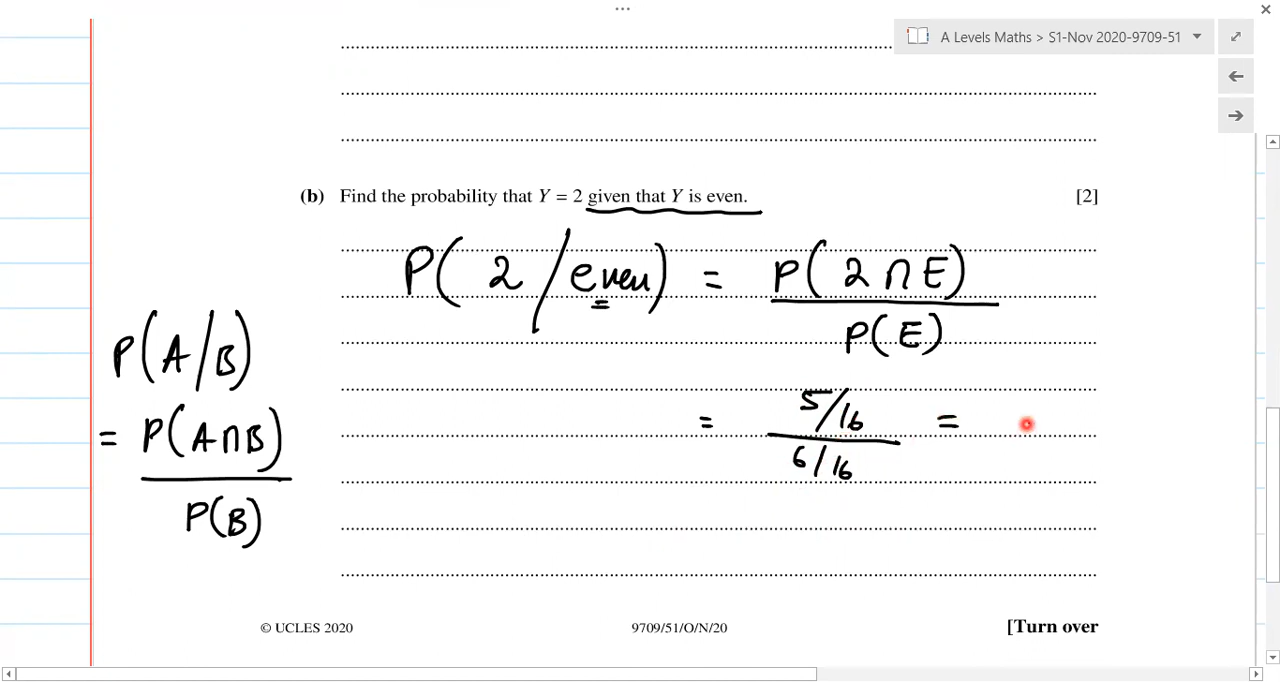 A Levels Maths > S1-Nov 2020-9709-51
(b) Find the probability that Y = 2 given that Y is even. [2]
P( 2 / even ) = P( 2 ∩ E )
P( E )
P( A / B )
= P( A ∩ B )
P( B )
= 5/16 =
6/16
© UCLES 2020 9709/51/O/N/20 [Turn over